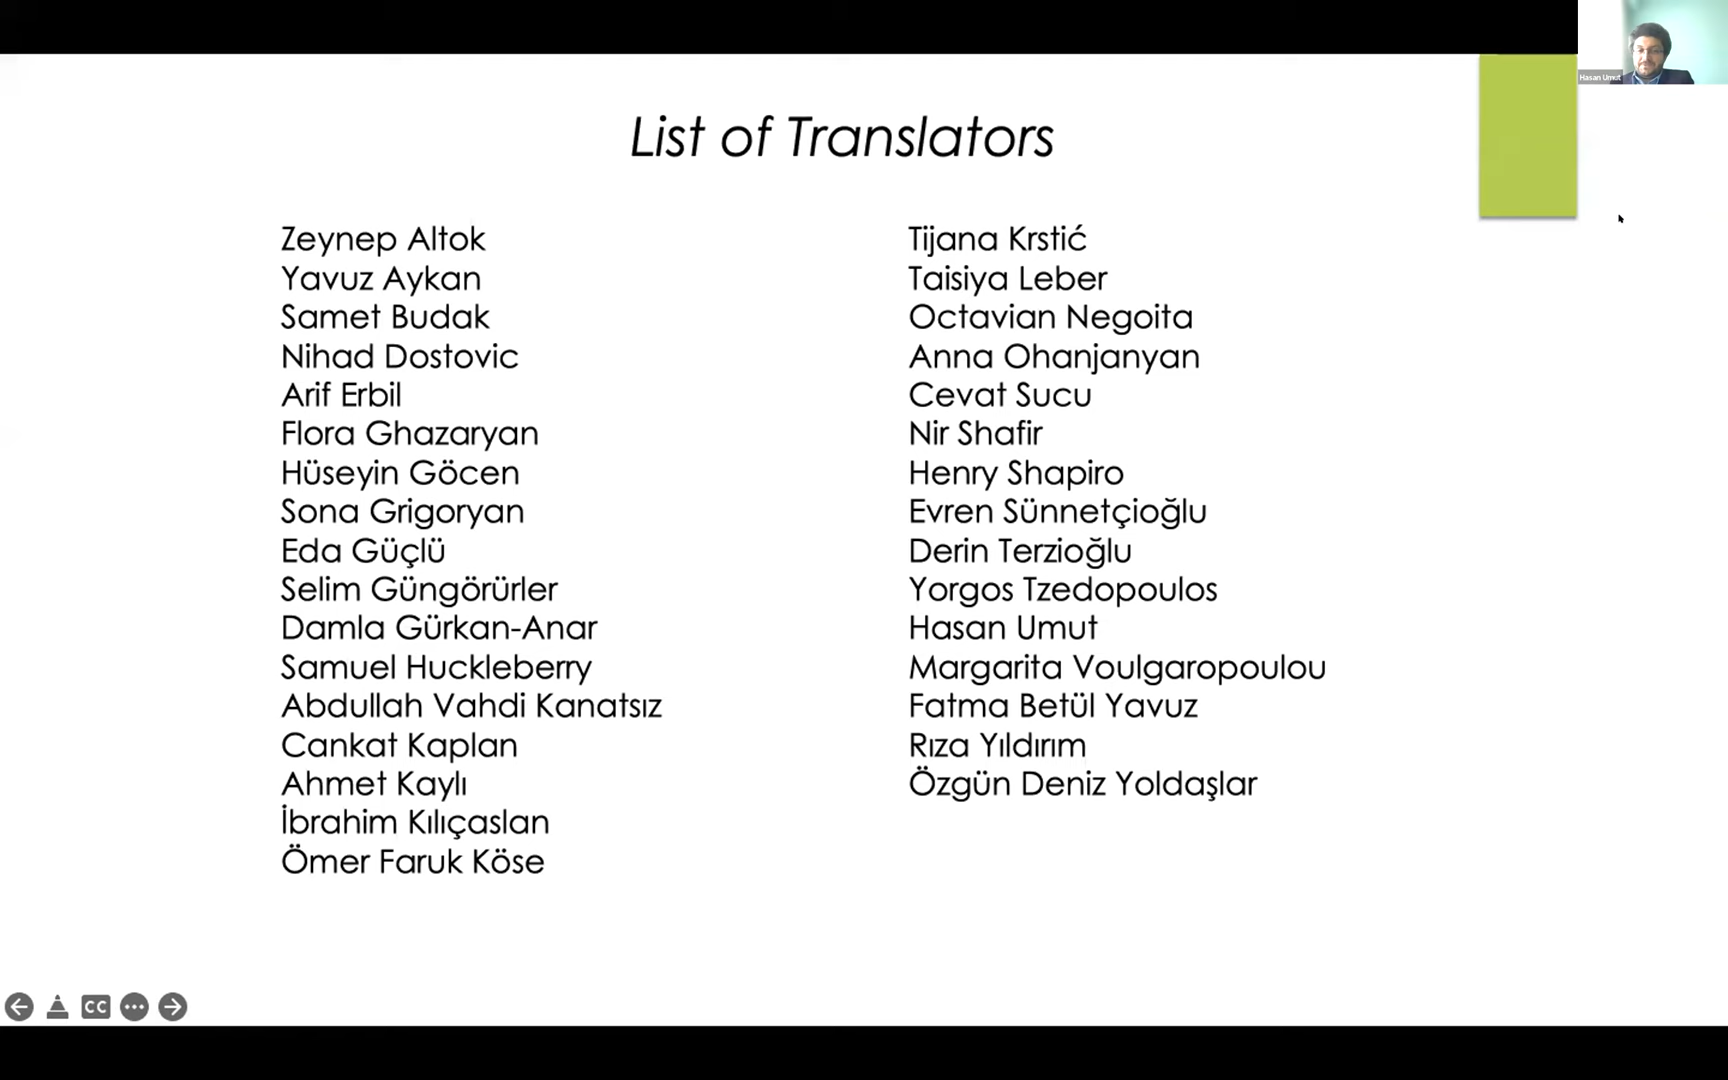 Hasan Umut
List of Translators
Zeynep Altok
Yavuz Aykan
Samet Budak
Nihad Dostovic
Arif Erbil
Flora Ghazaryan
Hüseyin Göcen
Sona Grigoryan
Eda Güçlü
Selim Güngörürler
Damla Gürkan-Anar
Samuel Huckleberry
Abdullah Vahdi Kanatsız
Cankat Kaplan
Ahmet Kaylı
İbrahim Kılıçaslan
Ömer Faruk Köse
Tijana Krstić
Taisiya Leber
Octavian Negoita
Anna Ohanjanyan
Cevat Sucu
Nir Shafir
Henry Shapiro
Evren Sünnetçioğlu
Derin Terzioğlu
Yorgos Tzedopoulos
Hasan Umut
Margarita Voulgaropoulou
Fatma Betül Yavuz
Rıza Yıldırım
Özgün Deniz Yoldaşlar
CC